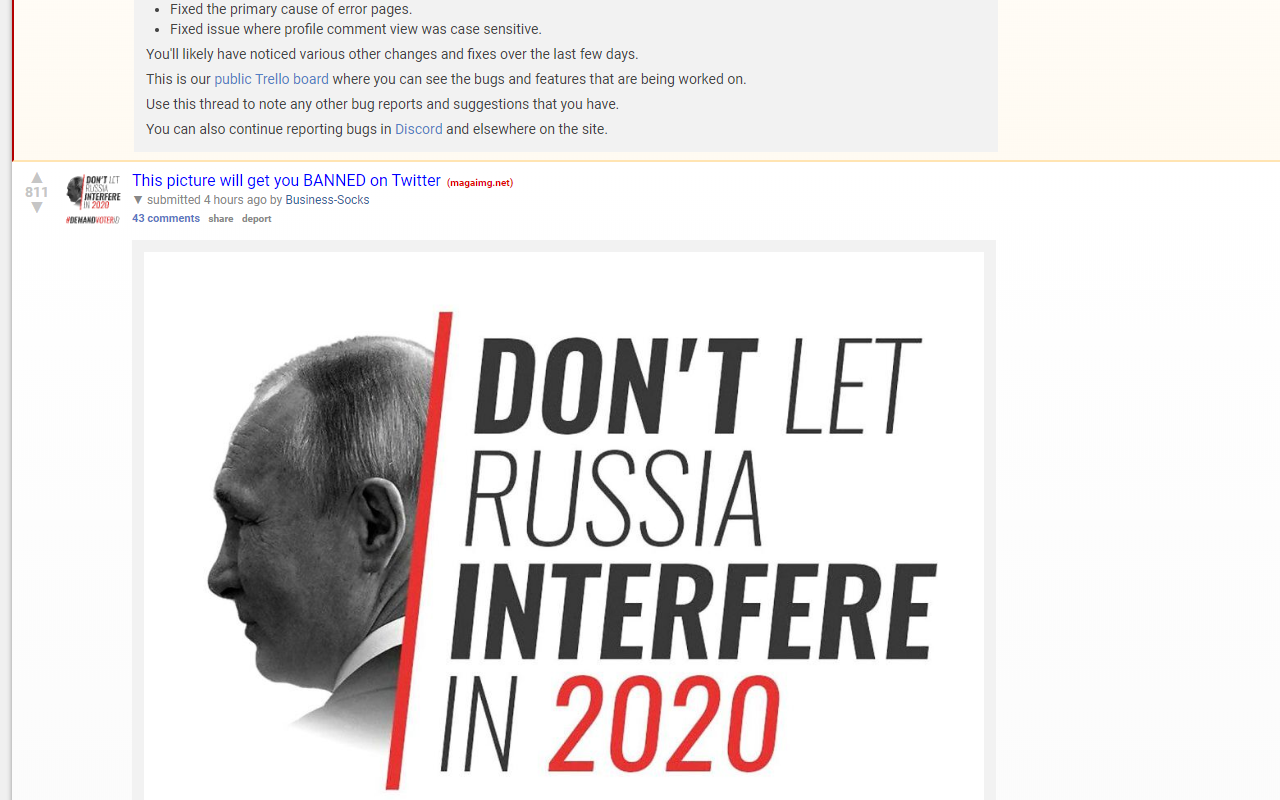 Fixed the primary cause of error pages.
Fixed issue where profile comment view was case sensitive.
You'll likely have noticed various other changes and fixes over the last few days.
This is our public Trello board where you can see the bugs and features that are being worked on.
Use this thread to note any other bug reports and suggestions that you have.
You can also continue reporting bugs in Discord and elsewhere on the site.
811
DON'T LET
RUSSIA
INTERFERE
IN 2020
#DEMANDVOTERID
This picture will get you BANNED on Twitter (magaimg.net)
▼ submitted 4 hours ago by Business-Socks
43 comments share deport
DON'T LET
RUSSIA
INTERFERE
IN 2020